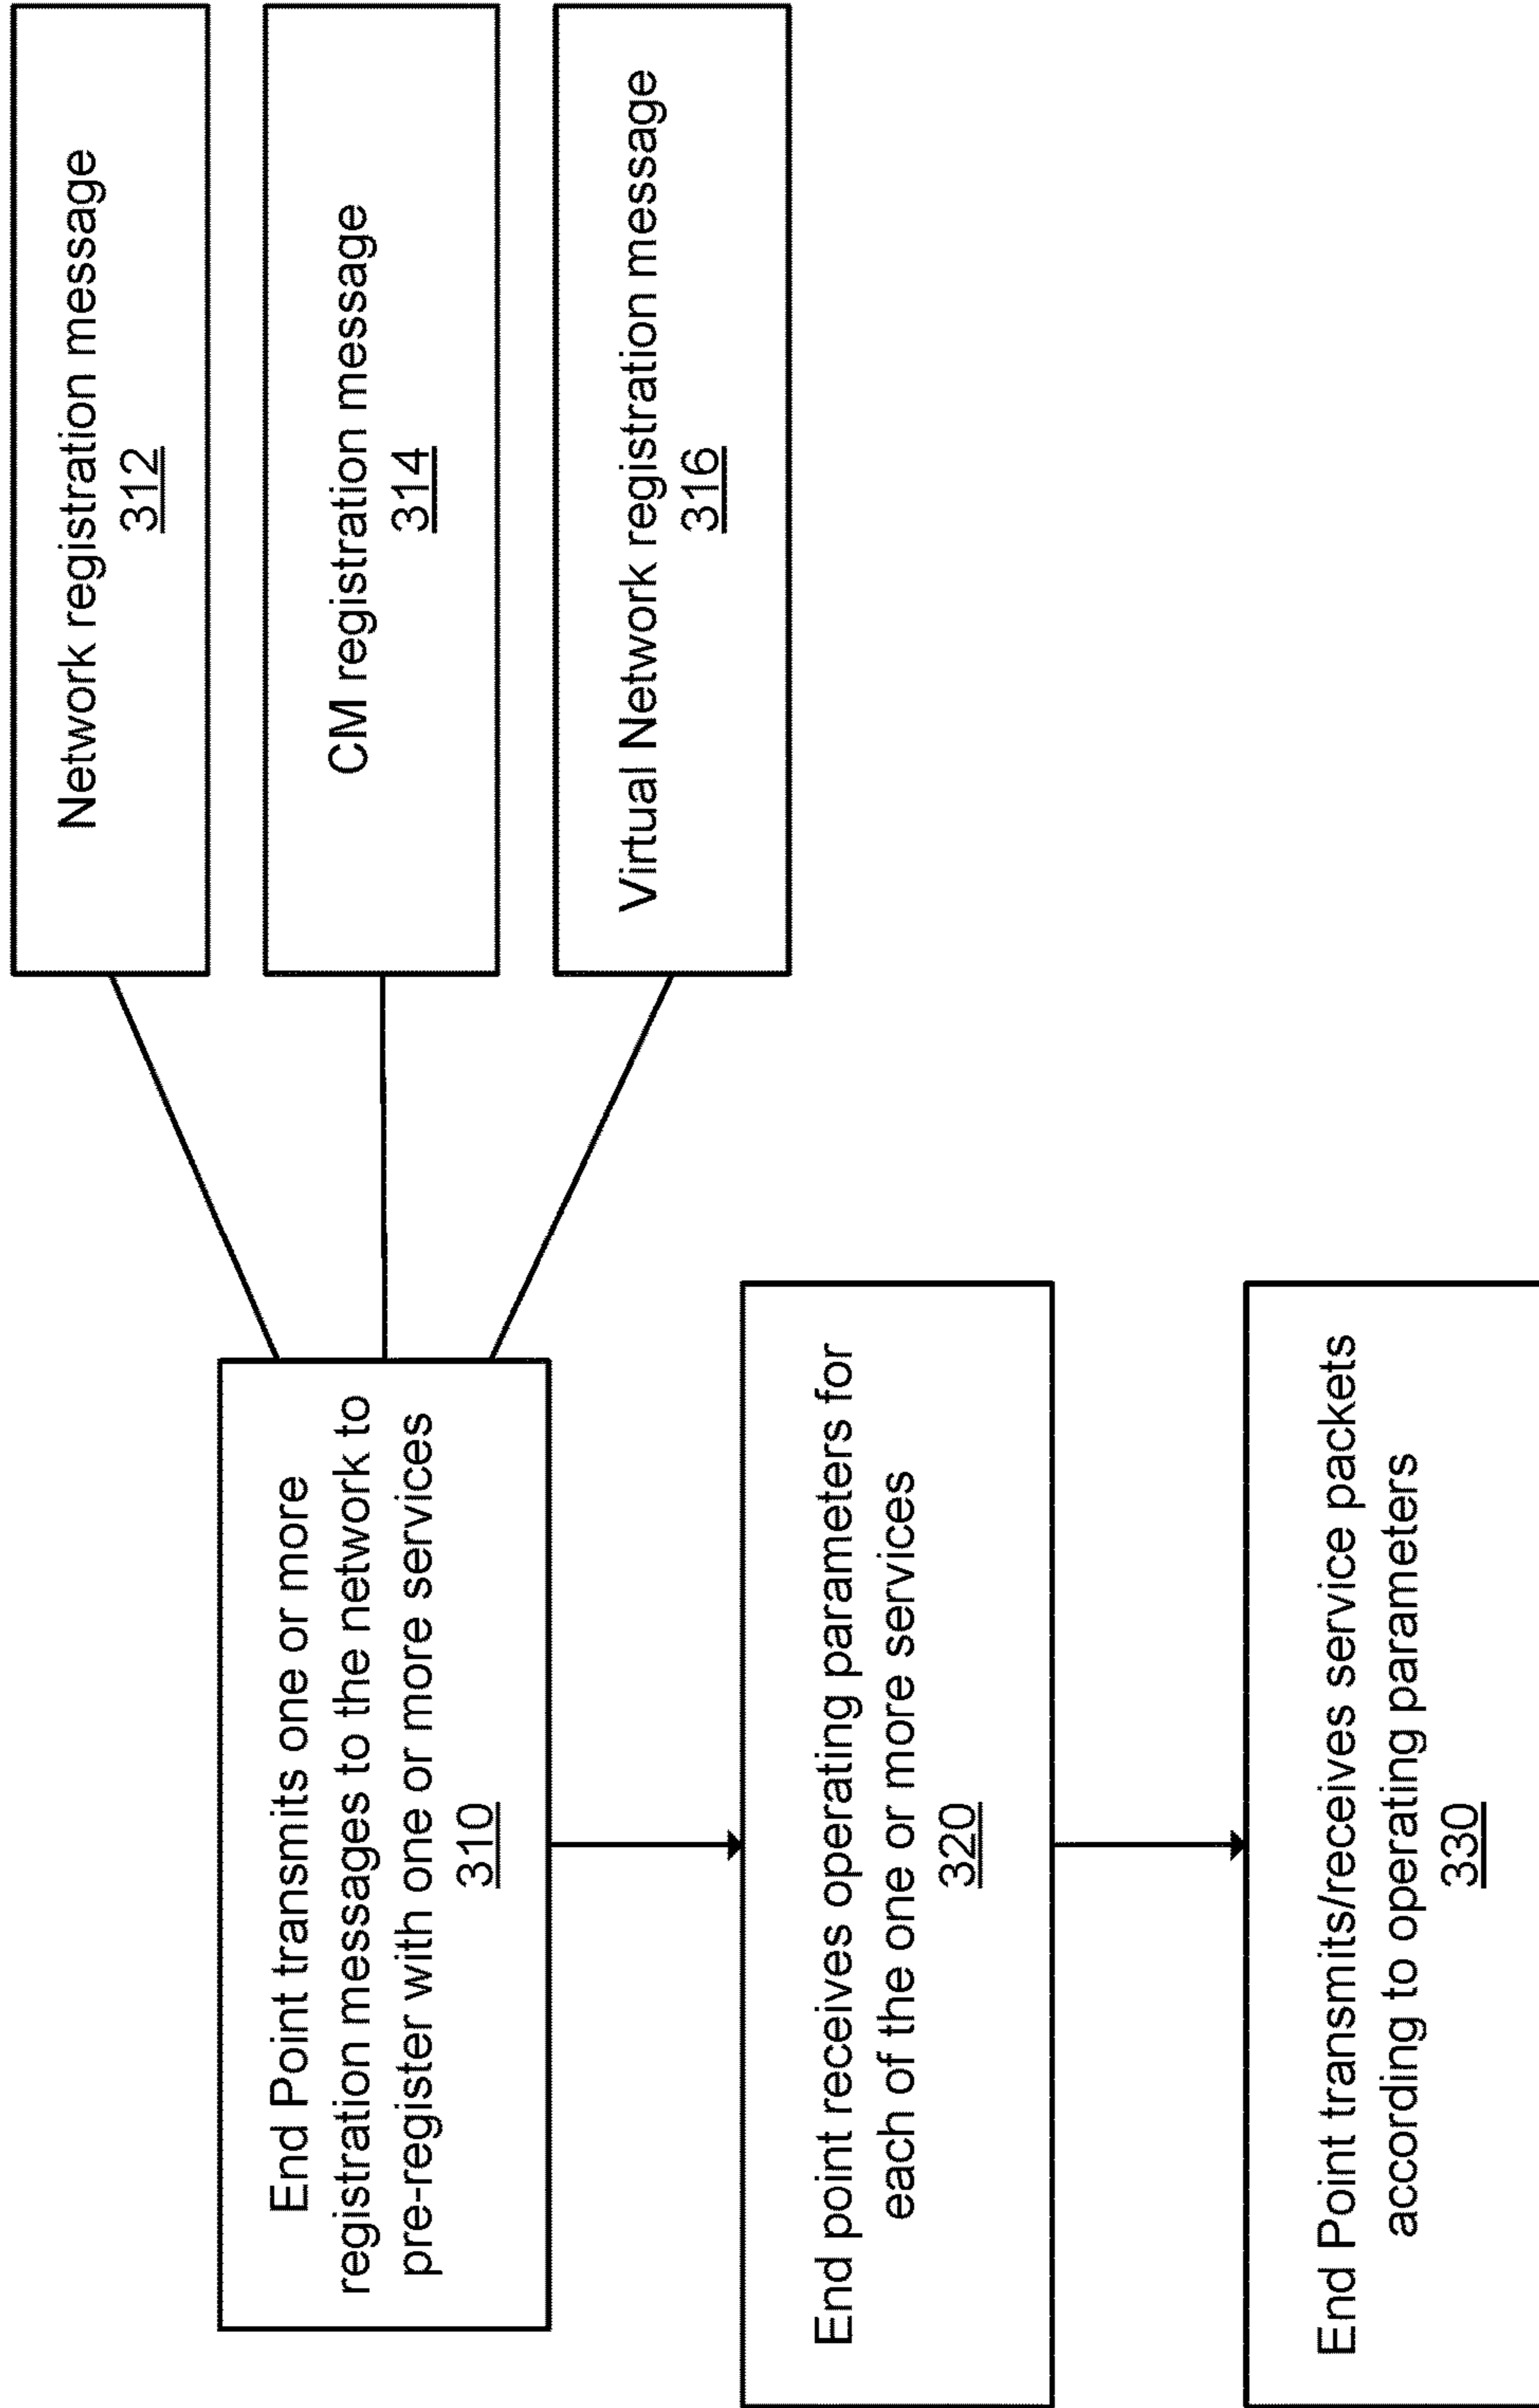 End Point transmits one or more
registration messages to the network to
pre-register with one or more services
310
Network registration message
312
CM registration message
314
Virtual Network registration message
316
End point receives operating parameters for
each of the one or more services
320
End Point transmits/receives service packets
according to operating parameters
330